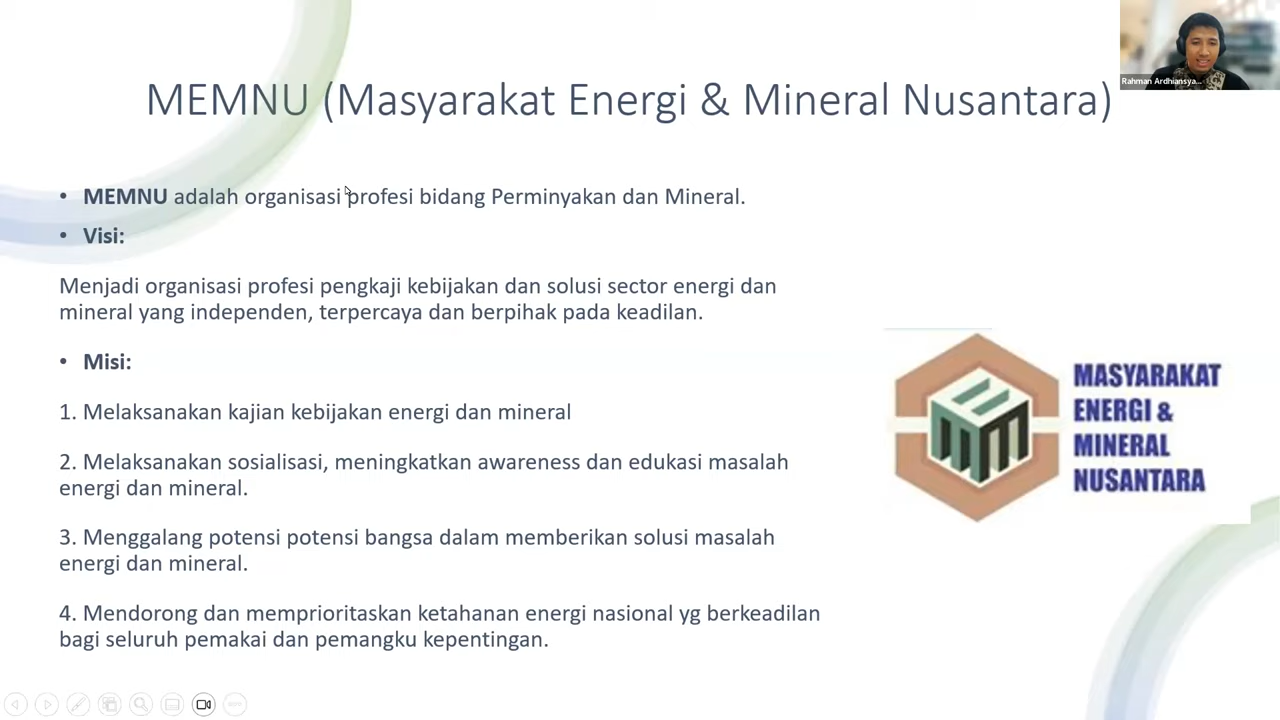 Rahman Ardhiansya...
MEMNU (Masyarakat Energi & Mineral Nusantara)
• MEMNU adalah organisasi profesi bidang Perminyakan dan Mineral.
• Visi:
Menjadi organisasi profesi pengkaji kebijakan dan solusi sector energi dan
mineral yang independen, terpercaya dan berpihak pada keadilan.
• Misi:
1. Melaksanakan kajian kebijakan energi dan mineral
2. Melaksanakan sosialisasi, meningkatkan awareness dan edukasi masalah
energi dan mineral.
3. Menggalang potensi potensi bangsa dalam memberikan solusi masalah
energi dan mineral.
4. Mendorong dan memprioritaskan ketahanan energi nasional yg berkeadilan
bagi seluruh pemakai dan pemangku kepentingan.
MASYARAKAT
ENERGI &
MINERAL
NUSANTARA